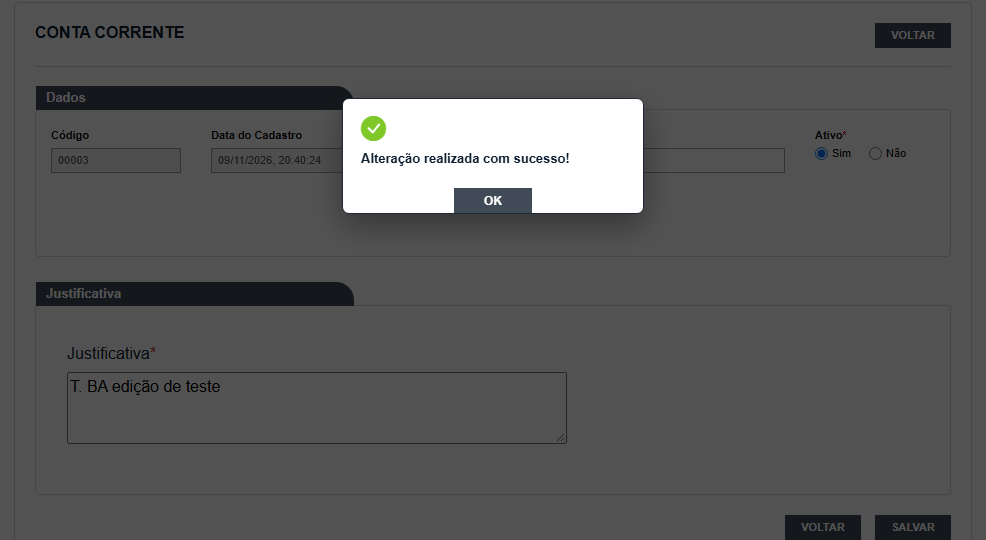 CONTA CORRENTE
VOLTAR
Dados
Código
Data do Cadastro
Ativo*
00003
09/11/2026, 20:40:24
Sim
Não
Alteração realizada com sucesso!
OK
Justificativa
Justificativa*
T. BA edição de teste
VOLTAR
SALVAR